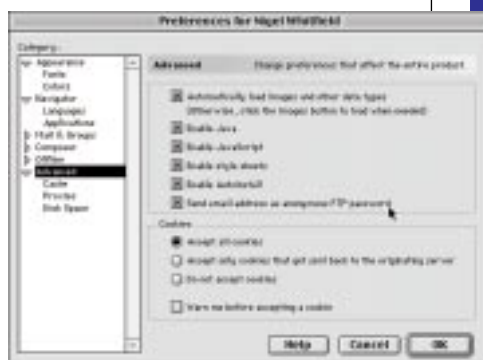 Preferences for Nigel Whitfield
Category:
Appearance
Fonts
Colors
Navigator
Languages
Applications
Mail & Groups
Composer
Offline
Advanced
Cache
Proxies
Disk Space
Advanced Change preferences that affect the entire product
Automatically load images and other data types
(Otherwise, click the Images button to load when needed)
Enable Java
Enable JavaScript
Enable style sheets
Enable AutoInstall
Send email address as anonymous FTP password
Cookies
Accept all cookies
Accept only cookies that get sent back to the originating server
Do not accept cookies
Warn me before accepting a cookie
Help Cancel OK